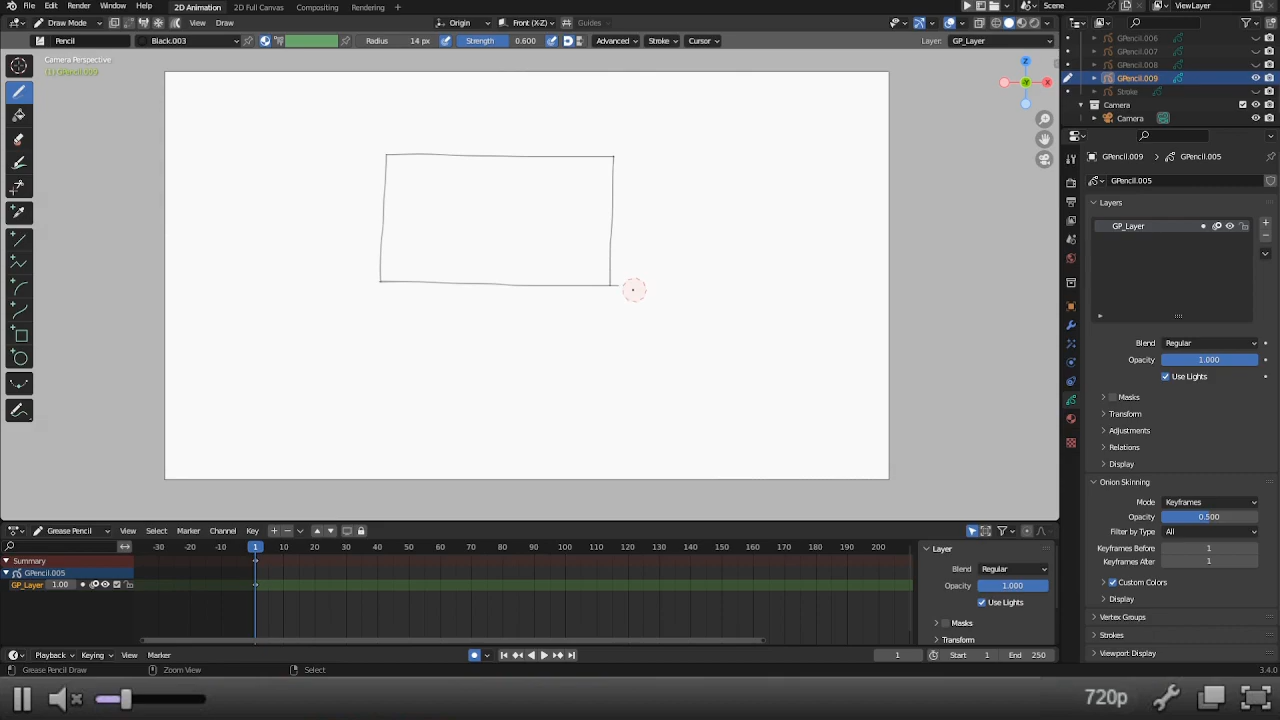 File Edit Render Window Help 2D Animation 2D Full Canvas Compositing Rendering + Scene ViewLayer
Draw Mode View Draw Origin Front (X-Z) Guides
Pencil Black.003 Radius 14 px Strength 0.600 Advanced Stroke Cursor Layer: GP_Layer
Camera Perspective
(1) GPencil.009
Z
-Y
X
GPencil.006
GPencil.007
GPencil.008
GPencil.009
Stroke
Camera
Camera
GPencil.009 GPencil.005
GPencil.005
Layers
GP_Layer
Blend Regular
Opacity 1.000
Use Lights
Masks
Transform
Adjustments
Relations
Display
Onion Skinning
Mode Keyframes
Opacity 0.500
Filter by Type All
Keyframes Before 1
Keyframes After 1
Custom Colors
Display
Vertex Groups
Strokes
Viewport Display
Grease Pencil View Select Marker Channel Key
-30 -20 -10 1 10 20 30 40 50 60 70 80 90 100 110 120 130 140 150 160 170 180 190 200
Summary
GPencil.005
GP_Layer 1.00
Layer
Blend Regular
Opacity 1.000
Use Lights
Masks
Transform
Playback Keying View Marker 1 Start 1 End 250
Grease Pencil Draw Zoom View Select 3.4.0
720p